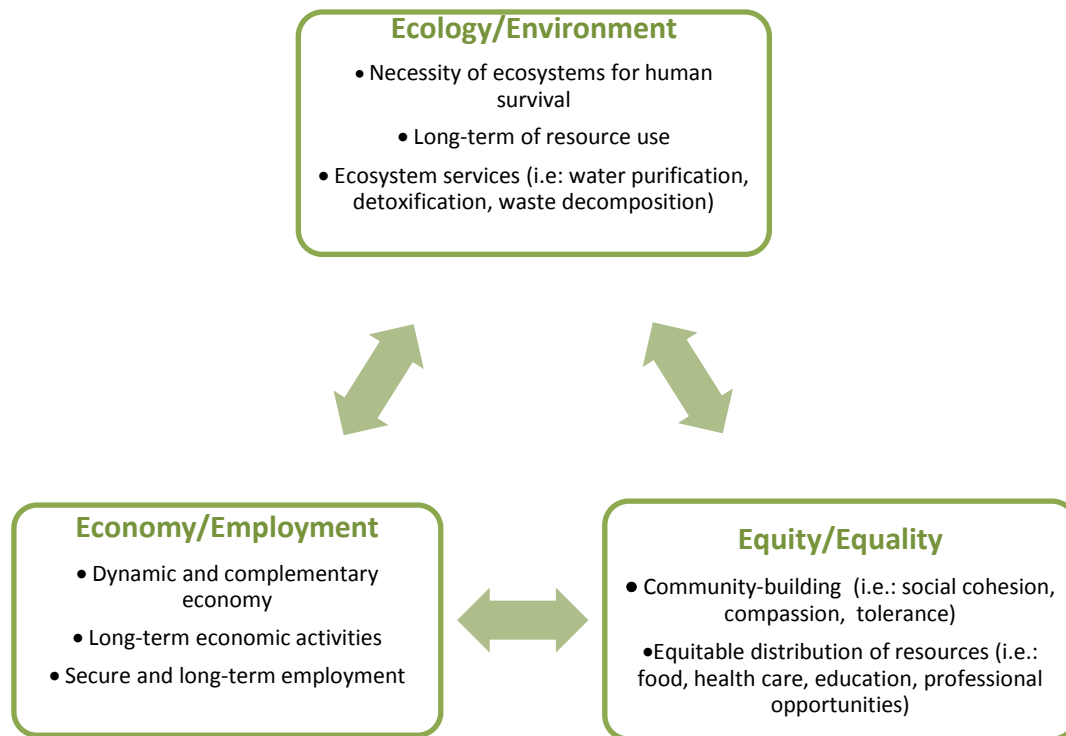 Ecology/Environment
• Necessity of ecosystems for human
survival
• Long-term of resource use
• Ecosystem services (i.e: water purification,
detoxification, waste decomposition)
Economy/Employment
• Dynamic and complementary
economy
• Long-term economic activities
• Secure and long-term employment
Equity/Equality
• Community-building (i.e.: social cohesion,
compassion, tolerance)
•Equitable distribution of resources (i.e.:
food, health care, education, professional
opportunities)